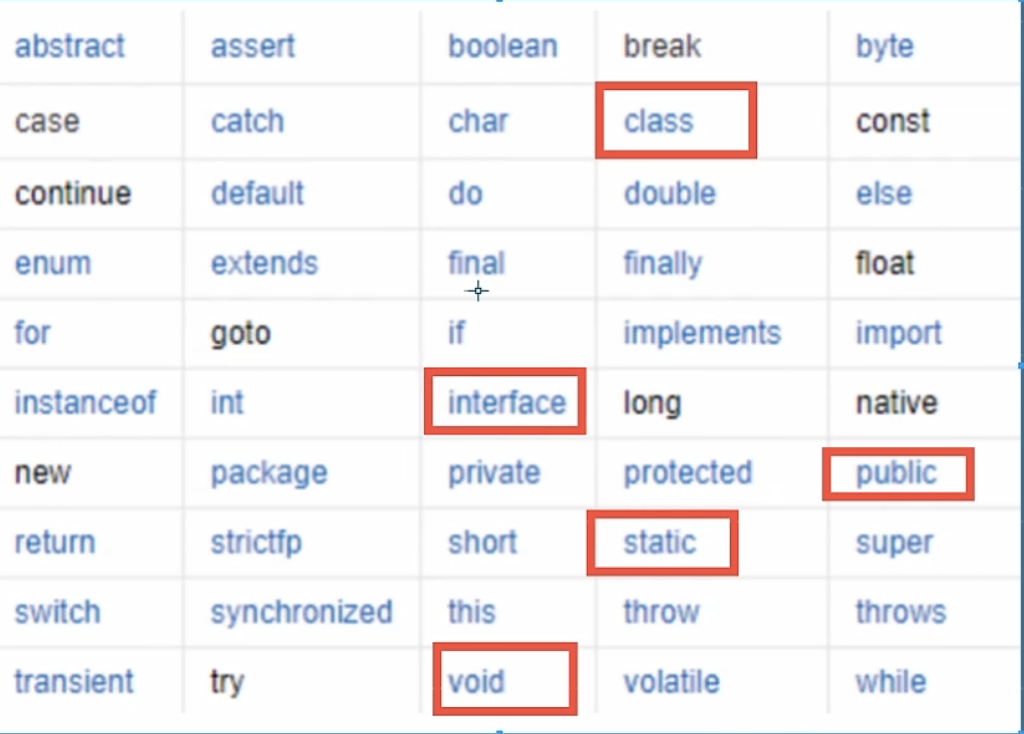 abstract assert boolean break byte
case catch char class const
continue default do double else
enum extends final finally float
for goto if implements import
instanceof int interface long native
new package private protected public
return strictfp short static super
switch synchronized this throw throws
transient try void volatile while